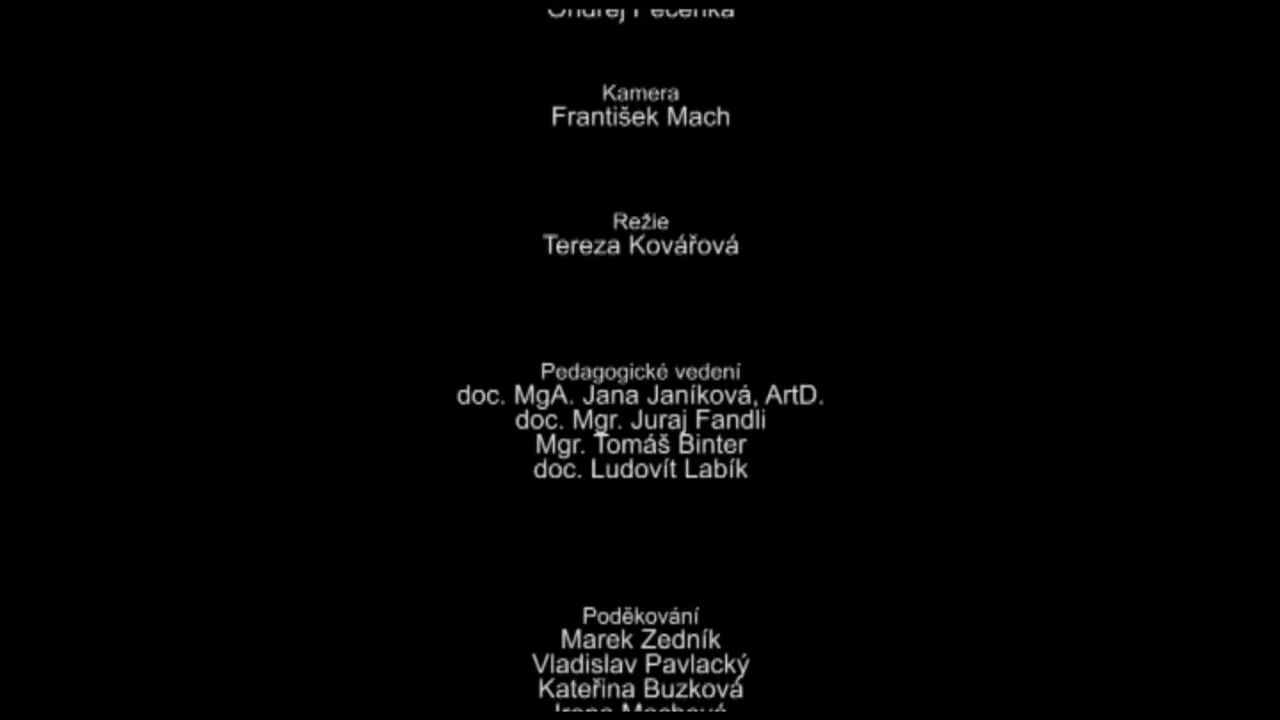 Kamera
František Mach
Režie
Tereza Kovářová
Pedagogické vedení
doc. MgA. Jana Janíková, ArtD.
doc. Mgr. Juraj Fandli
Mgr. Tomáš Binter
doc. Ludovít Labík
Poděkování
Marek Zedník
Vladislav Pavlacký
Kateřina Buzková